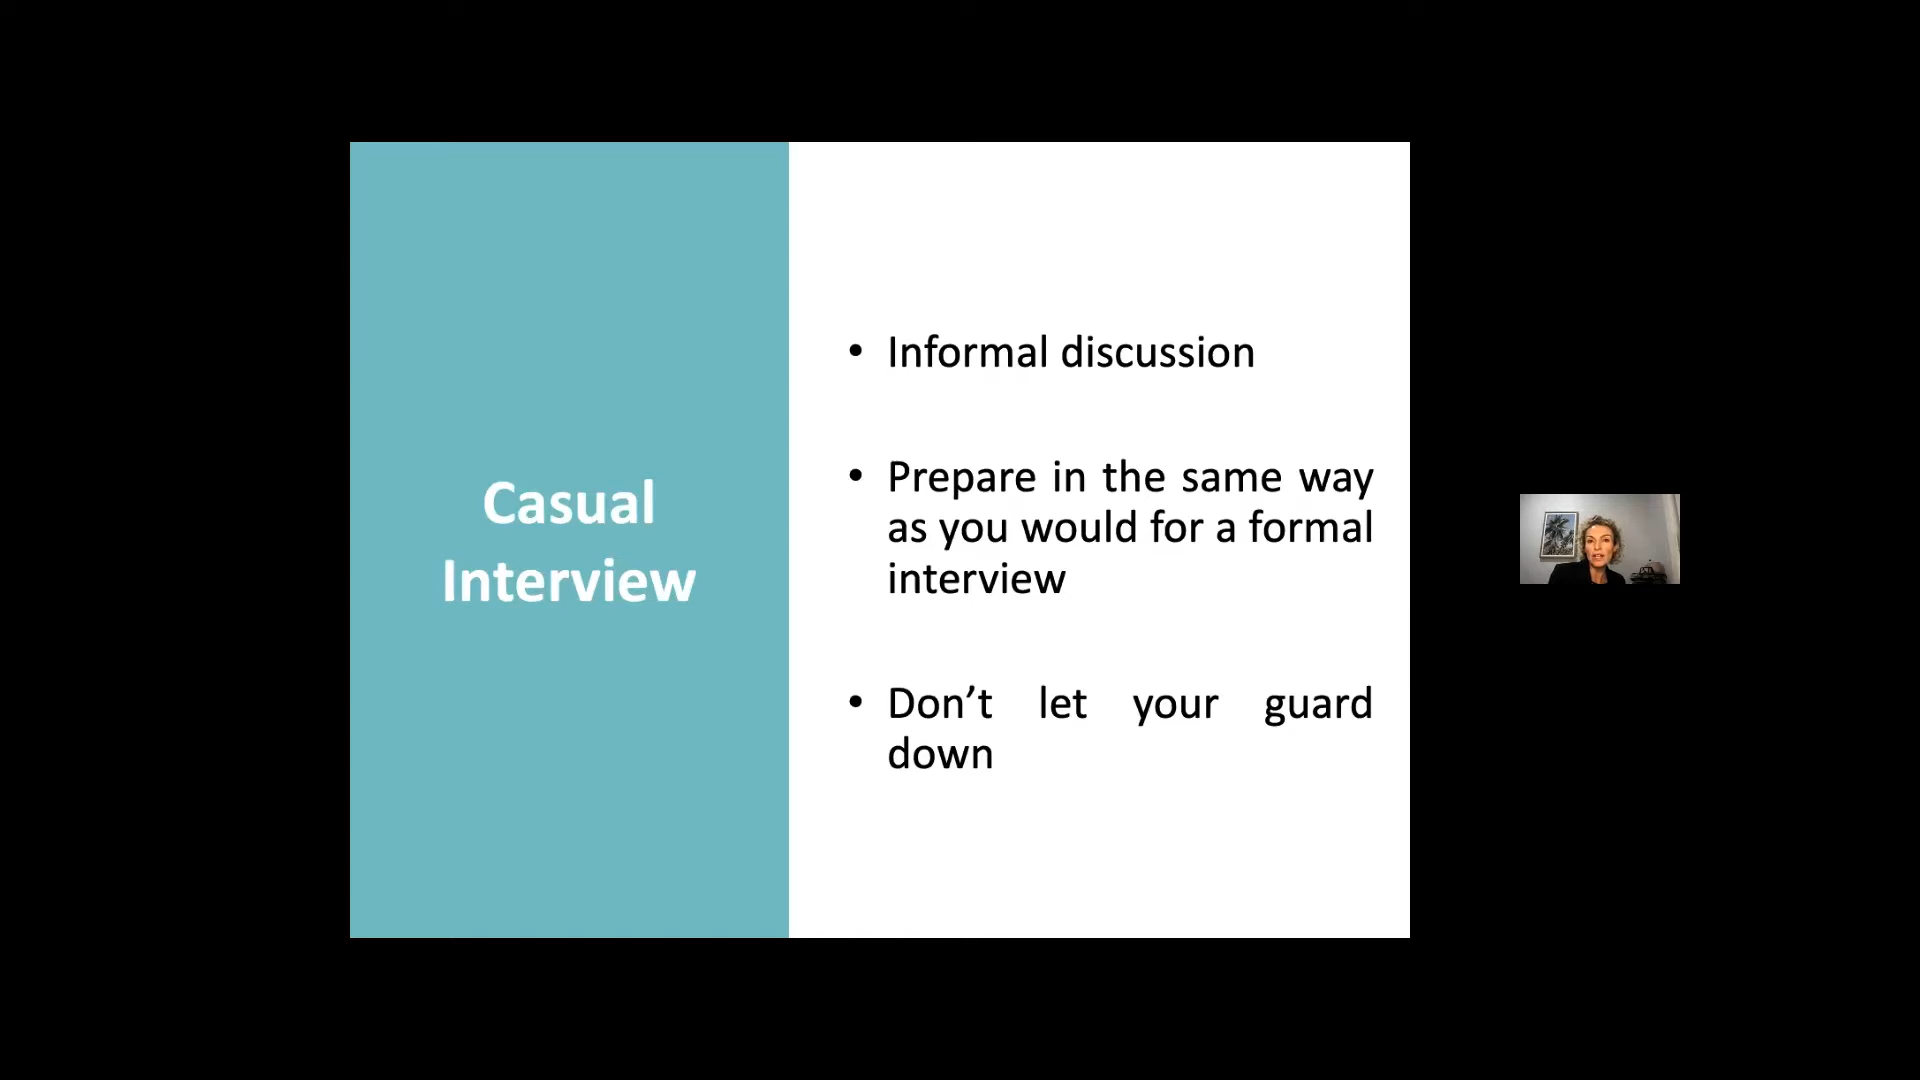 Casual
Interview
• Informal discussion
• Prepare in the same way
as you would for a formal
interview
• Don’t let your guard
down